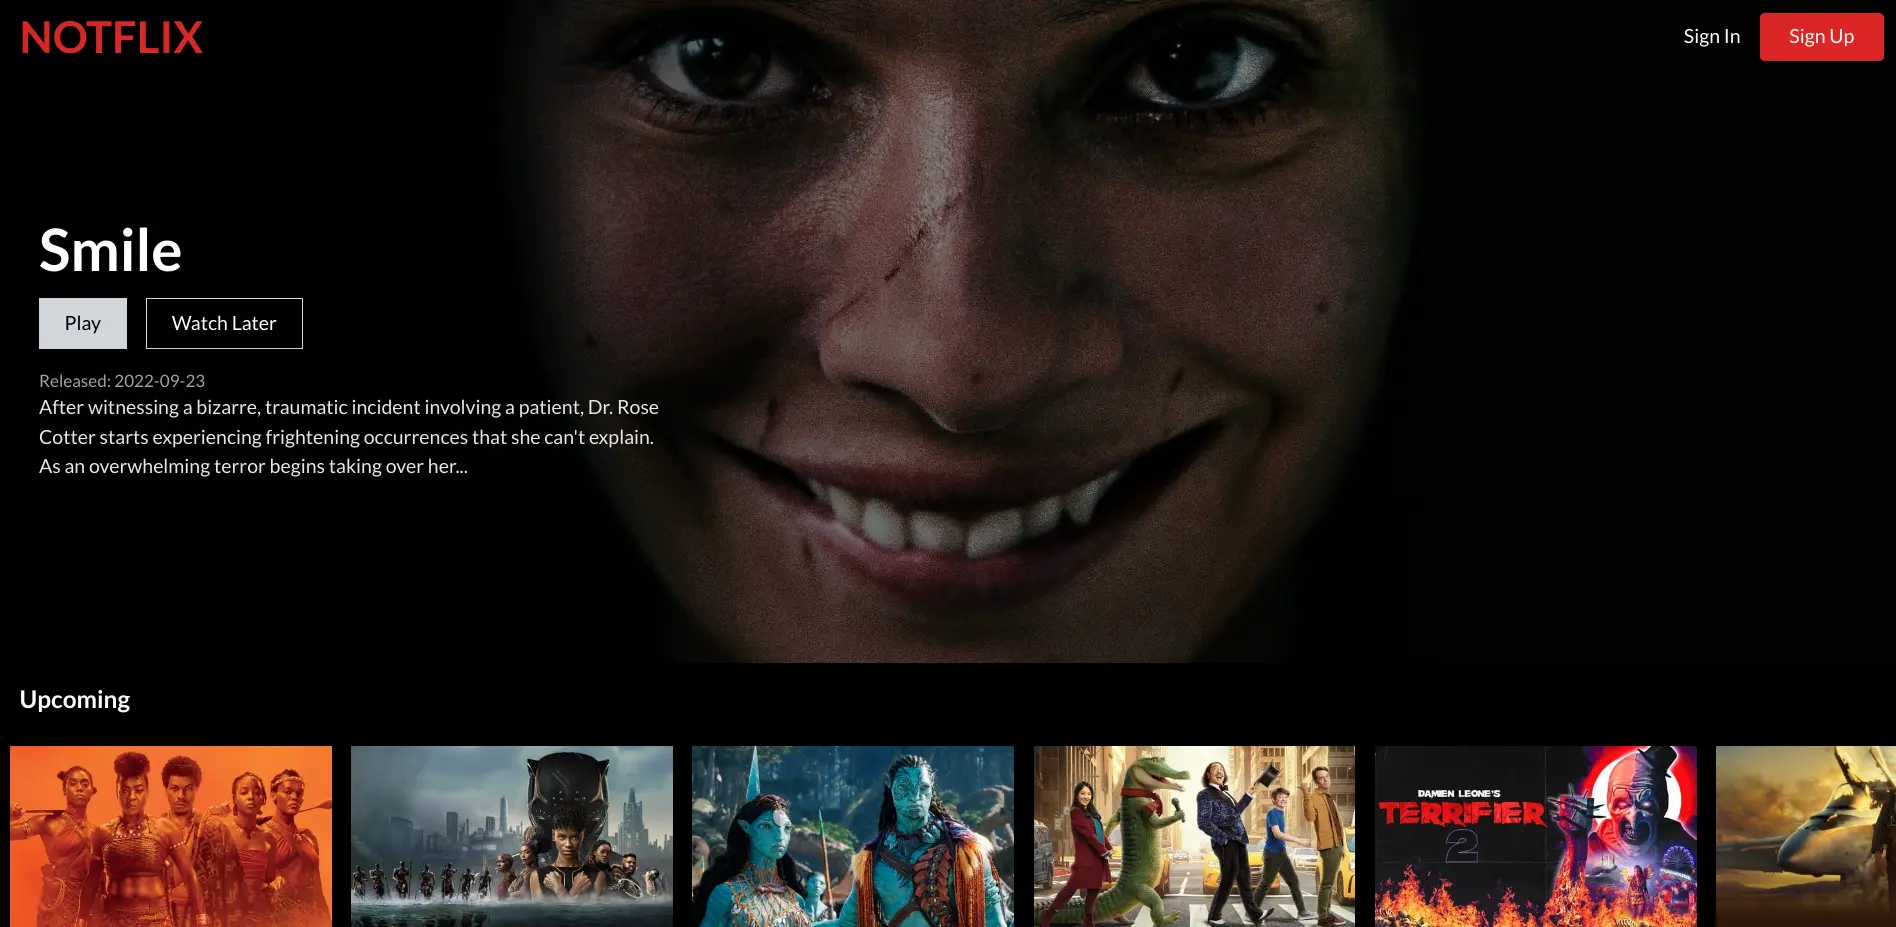 NOTFLIX
Sign In
Sign Up
Smile
Play
Watch Later
Released: 2022-09-23
After witnessing a bizarre, traumatic incident involving a patient, Dr. Rose
Cotter starts experiencing frightening occurrences that she can't explain.
As an overwhelming terror begins taking over her...
Upcoming
DAMIEN LEONE'S
TERRIFIER
2